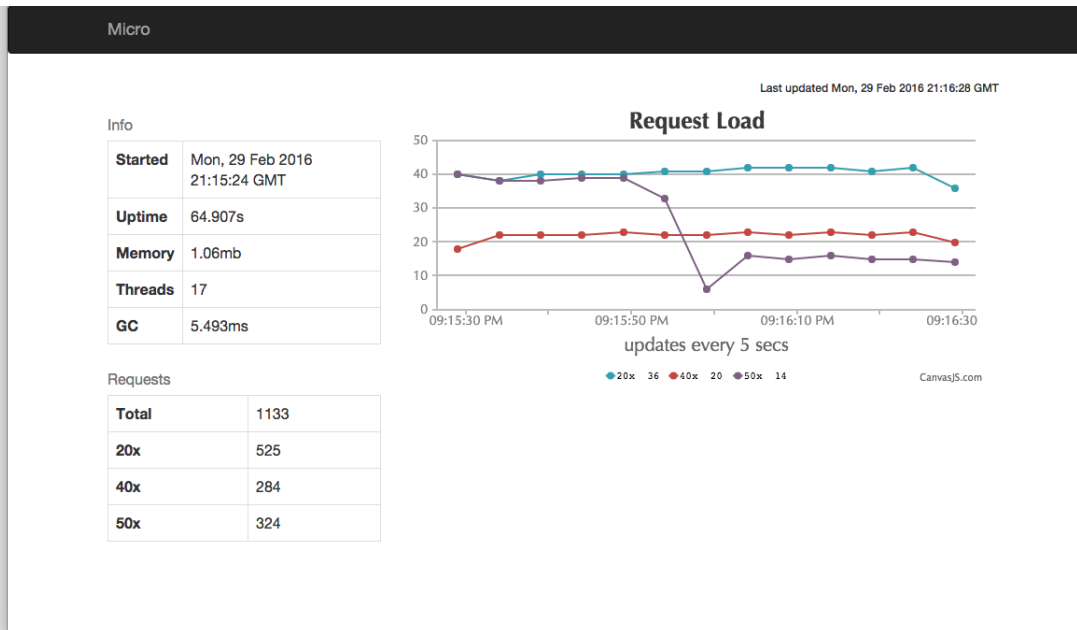 Micro
Last updated Mon, 29 Feb 2016 21:16:28 GMT
Info
Started Mon, 29 Feb 2016
21:15:24 GMT
Uptime 64.907s
Memory 1.06mb
Threads 17
GC 5.493ms
Requests
Total 1133
20x 525
40x 284
50x 324
Request Load
50
40
30
20
10
0
09:15:30 PM 09:15:50 PM 09:16:10 PM 09:16:30
updates every 5 secs
20x 36 40x 20 50x 14
CanvasJS.com